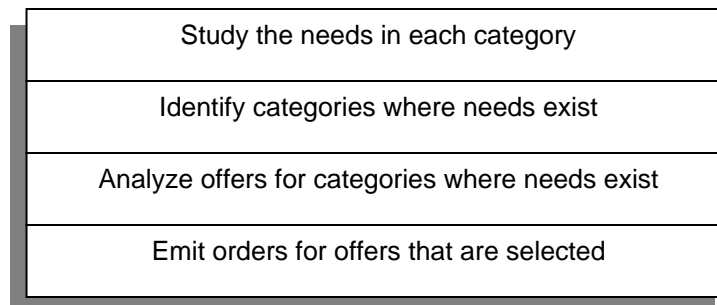 Study the needs in each category
Identify categories where needs exist
Analyze offers for categories where needs exist
Emit orders for offers that are selected